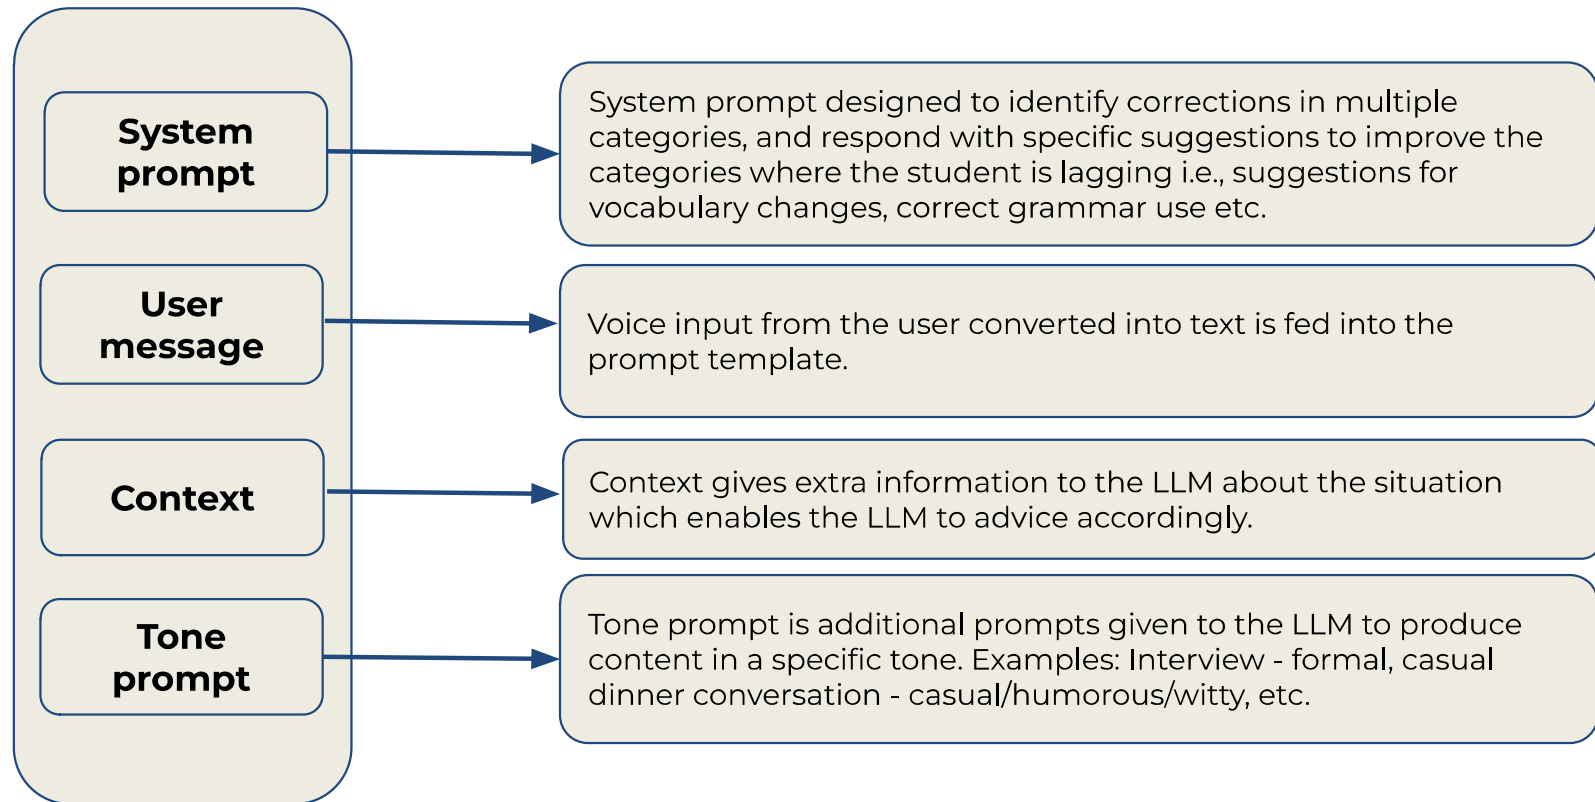 System
prompt
System prompt designed to identify corrections in multiple
categories, and respond with specific suggestions to improve the
categories where the student is lagging i.e., suggestions for
vocabulary changes, correct grammar use etc.
User
message
Voice input from the user converted into text is fed into the
prompt template.
Context
Context gives extra information to the LLM about the situation
which enables the LLM to advice accordingly.
Tone
prompt
Tone prompt is additional prompts given to the LLM to produce
content in a specific tone. Examples: Interview - formal, casual
dinner conversation - casual/humorous/witty, etc.